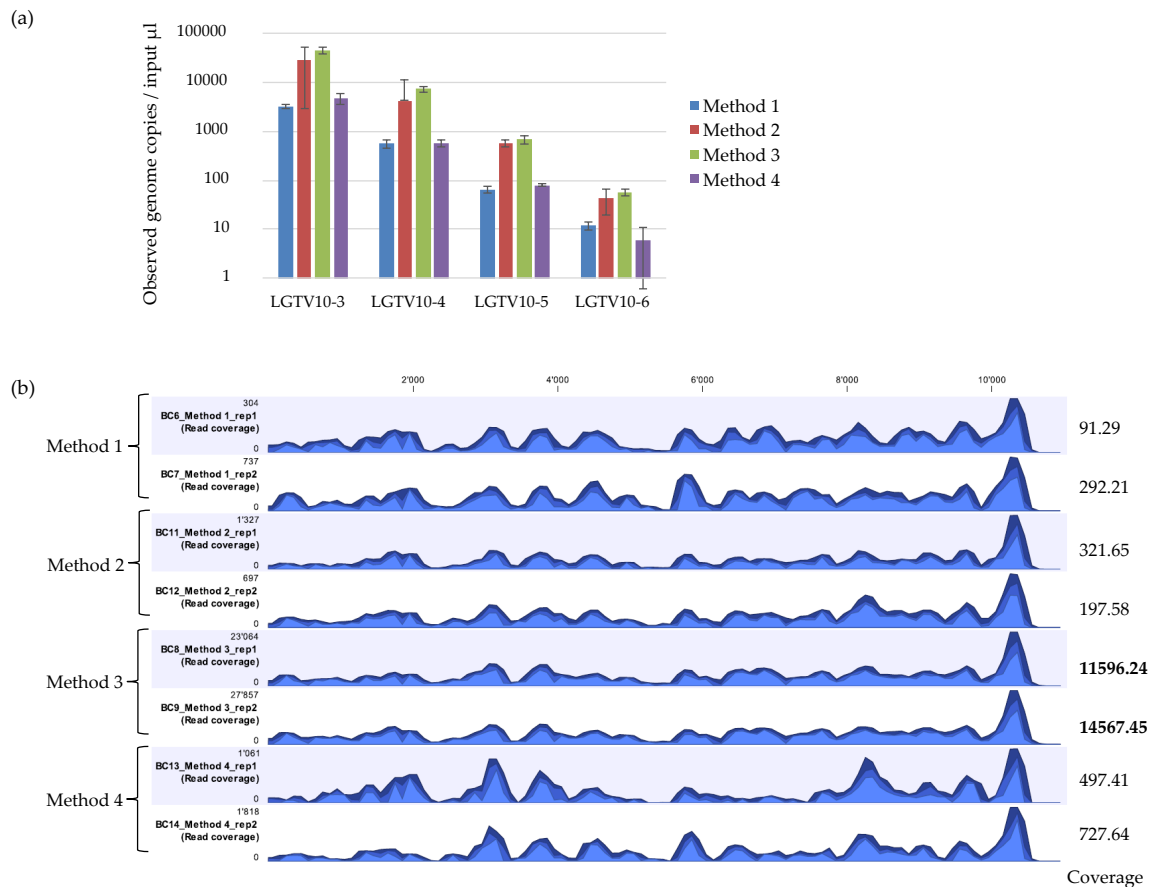 (a)
Observed genome copies / input µl
100000
10000
1000
100
10
1
LGTV10-3 LGTV10-4 LGTV10-5 LGTV10-6
Method 1
Method 2
Method 3
Method 4
(b)
2'000 4'000 6'000 8'000 10'000
Method 1
304
BC6_Method 1_rep1
(Read coverage)
0
91.29
737
BC7_Method 1_rep2
(Read coverage)
0
292.21
Method 2
1'327
BC11_Method 2_rep1
(Read coverage)
0
321.65
697
BC12_Method 2_rep2
(Read coverage)
0
197.58
Method 3
23'064
BC8_Method 3_rep1
(Read coverage)
0
11596.24
27'857
BC9_Method 3_rep2
(Read coverage)
0
14567.45
Method 4
1'061
BC13_Method 4_rep1
(Read coverage)
0
497.41
1'818
BC14_Method 4_rep2
(Read coverage)
0
727.64
Coverage